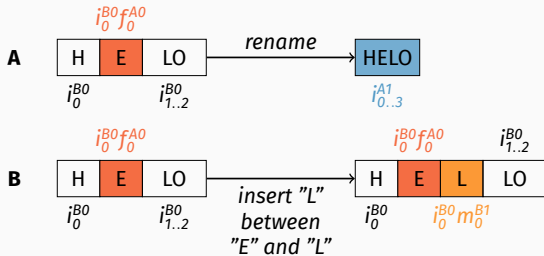 i₀ᴮ⁰f₀ᴬ⁰
A H E LO rename HELO
i₀ᴮ⁰ i₁..₂ᴮ⁰ i₀..₃ᴬ¹
i₀ᴮ⁰f₀ᴬ⁰ i₀ᴮ⁰f₀ᴬ⁰ i₁..₂ᴮ⁰
B H E LO insert ”L” H E L LO
i₀ᴮ⁰ i₁..₂ᴮ⁰ between i₀ᴮ⁰ i₀ᴮ⁰m₀ᴮ¹
”E” and ”L”